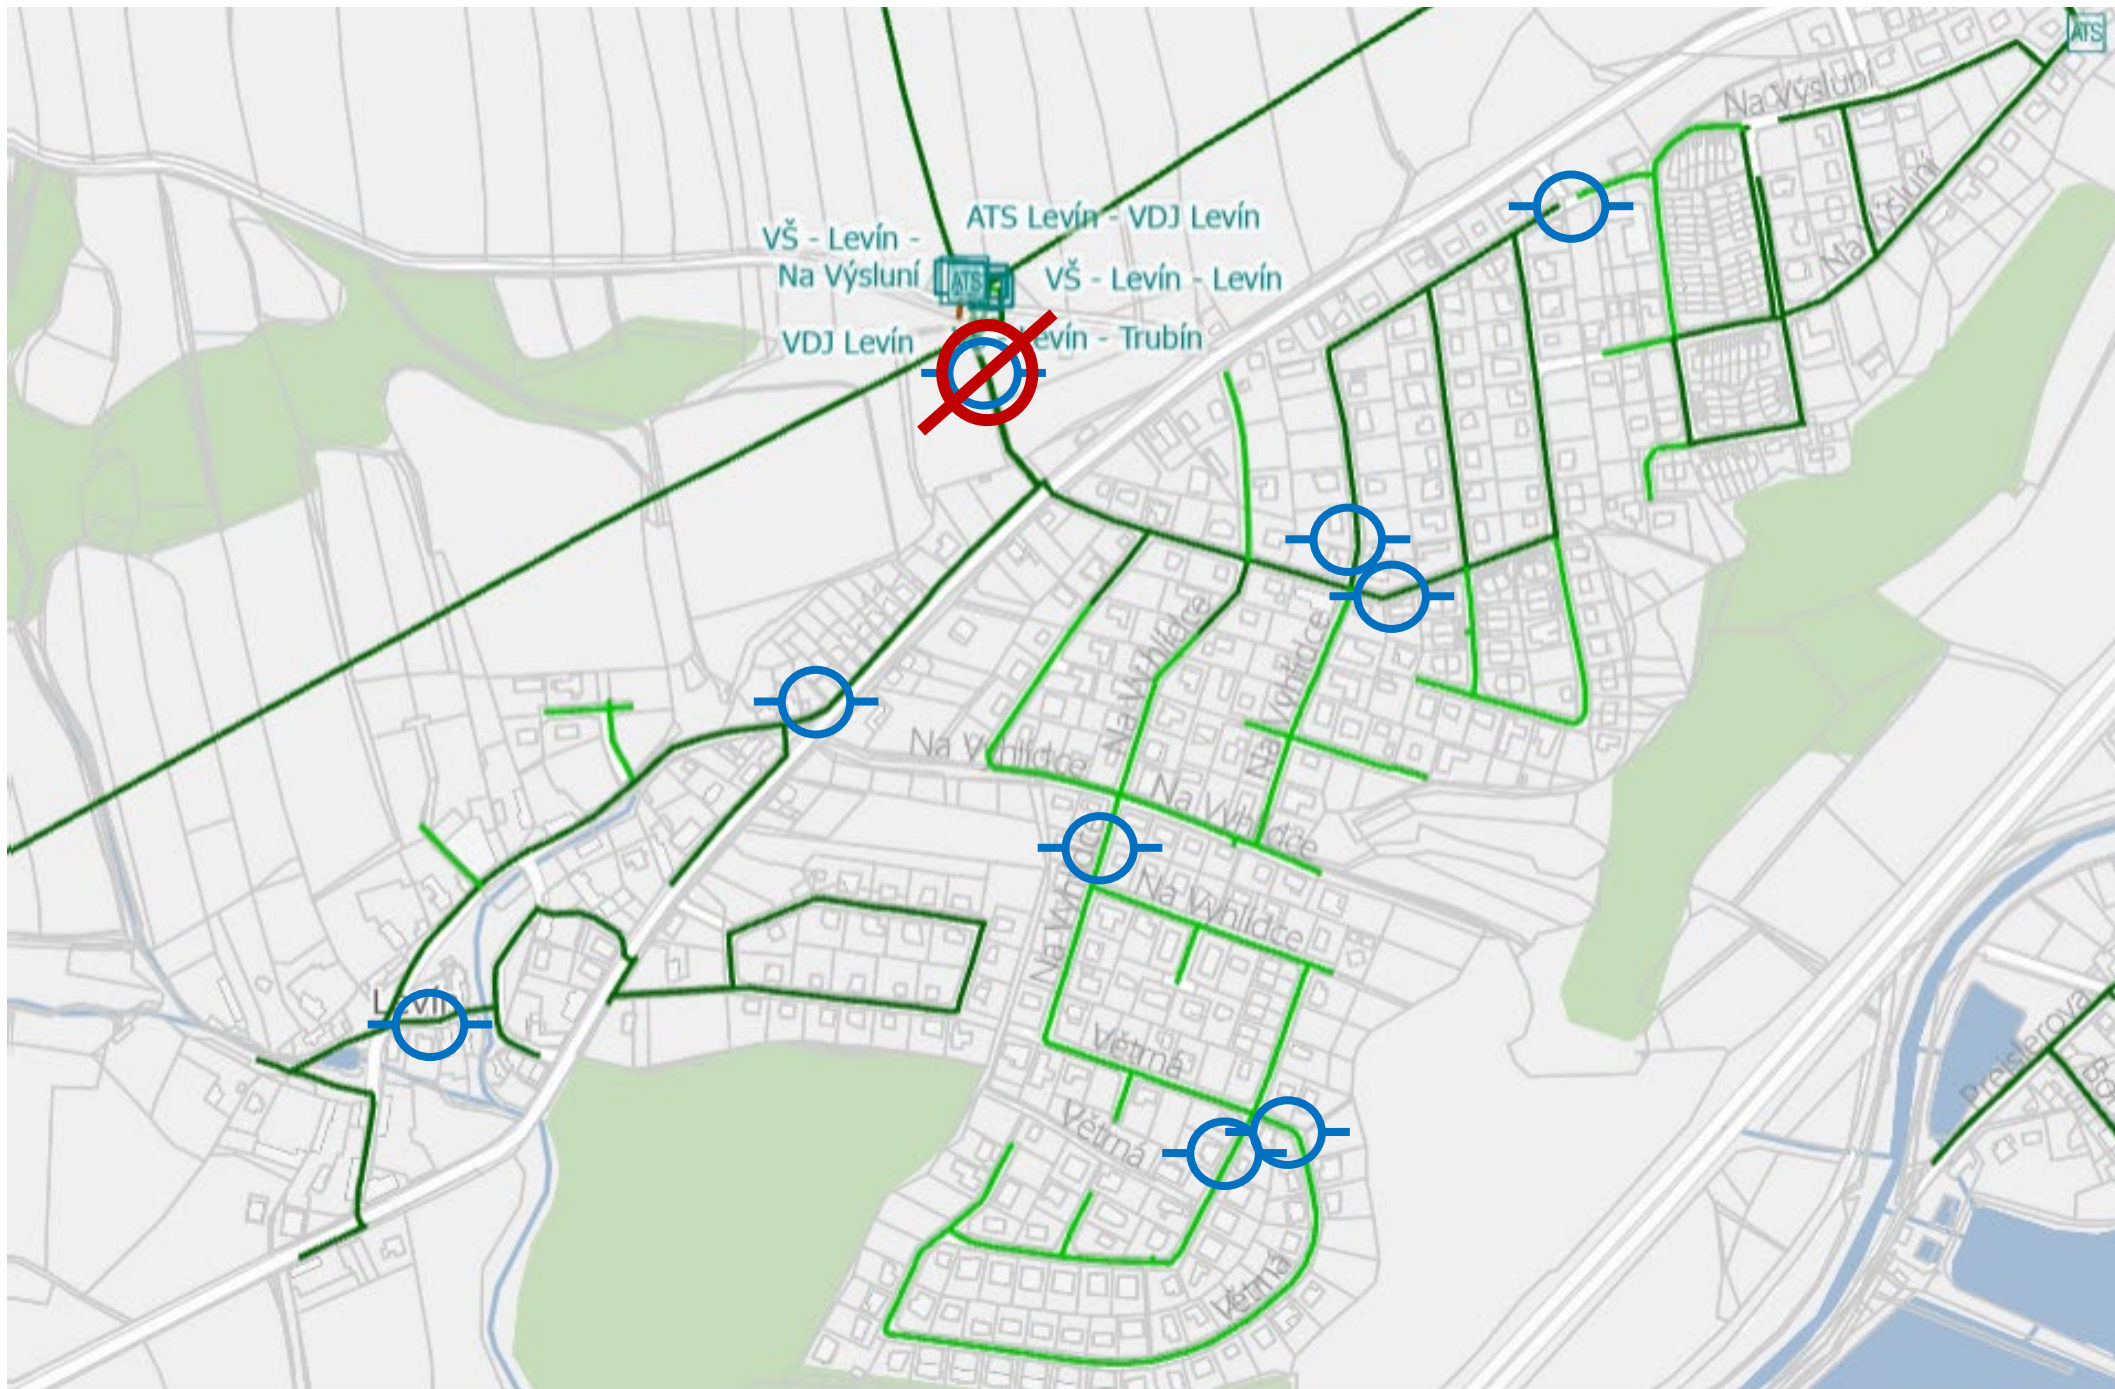 ATS
Na Výsluní
ATS Levín - VDJ Levín
VŠ - Levín -
Na Výsluní
ATS
VŠ - Levín - Levín
Na Výsluní
VDJ Levín
Levín - Trubín
Na Vyhlídce
Na Vyhlídce
Na Vyhlídce
Na Vyhlídce
Na Vyhlídce
Na Vyhlídce
Levín
Větrná
Větrná
Větrná
Preislerova